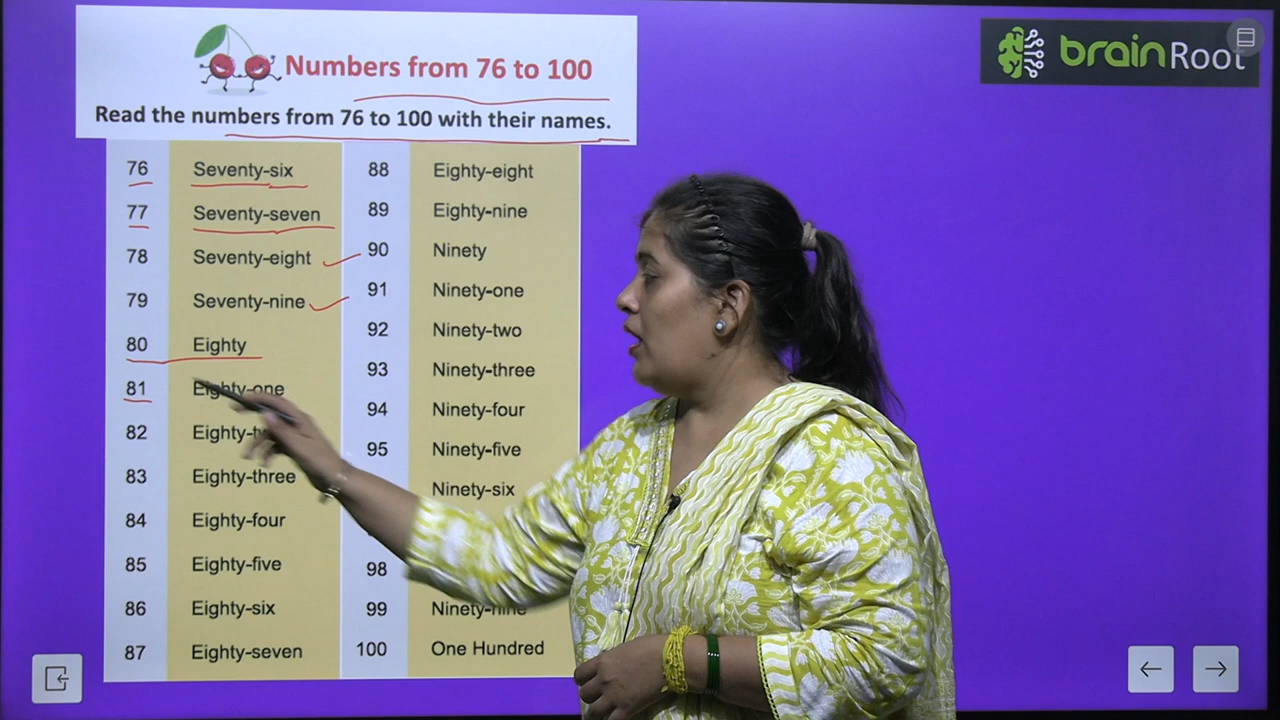 Numbers from 76 to 100
brainRoot
Read the numbers from 76 to 100 with their names.
76 Seventy-six
77 Seventy-seven
78 Seventy-eight
79 Seventy-nine
80 Eighty
81 Eighty-one
82
83 Eighty-three
84 Eighty-four
85 Eighty-five
86 Eighty-six
87 Eighty-seven
88 Eighty-eight
89 Eighty-nine
90 Ninety
91 Ninety-one
92 Ninety-two
93 Ninety-three
94 Ninety-four
95 Ninety-five
Ninety-six
98
99 Ninety-nine
100 One Hundred